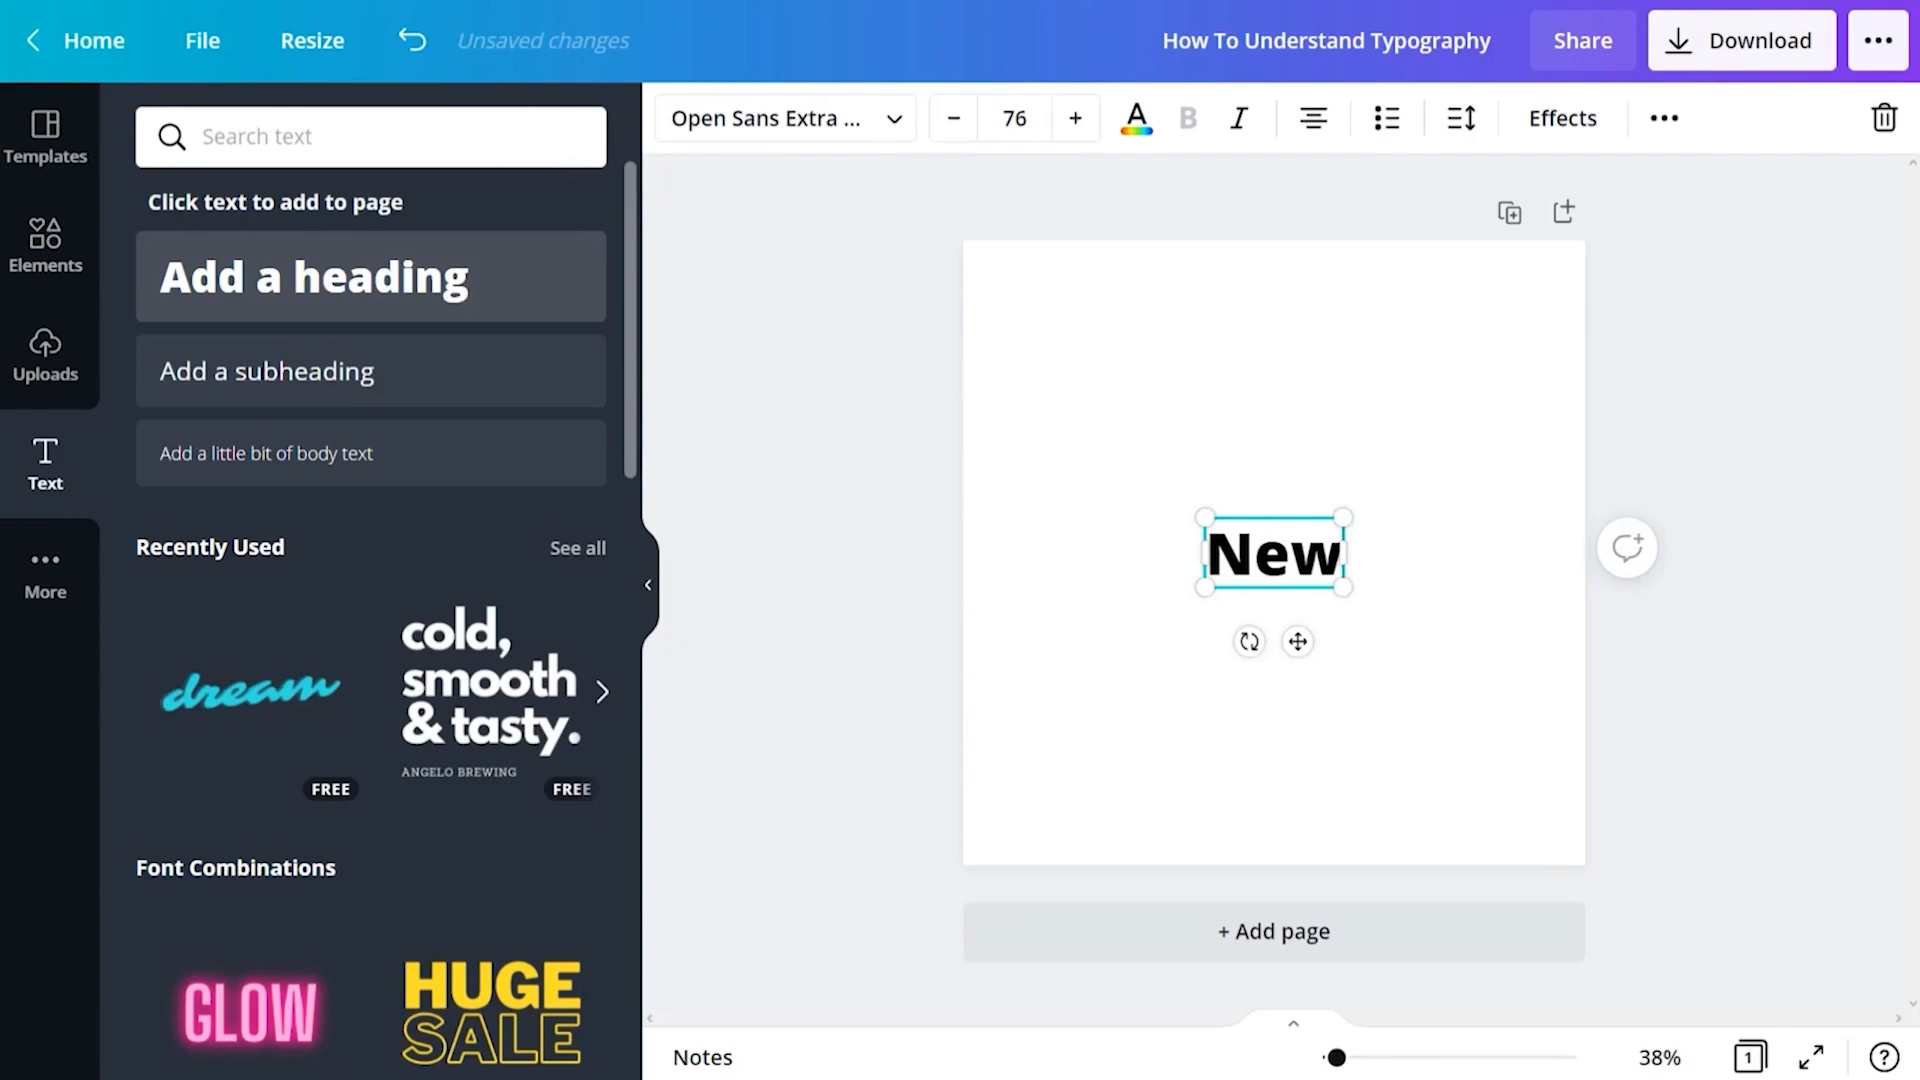 Home File Resize Unsaved changes How To Understand Typography Share Download
Open Sans Extra ... 76 A B I Effects
Templates
Elements
Uploads
Text
More
Search text
Click text to add to page
Add a heading
Add a subheading
Add a little bit of body text
Recently Used See all
dream
FREE
cold,
smooth
& tasty.
ANGELO BREWING
FREE
Font Combinations
GLOW
HUGE
SALE
New
+ Add page
Notes 38% 1 ?